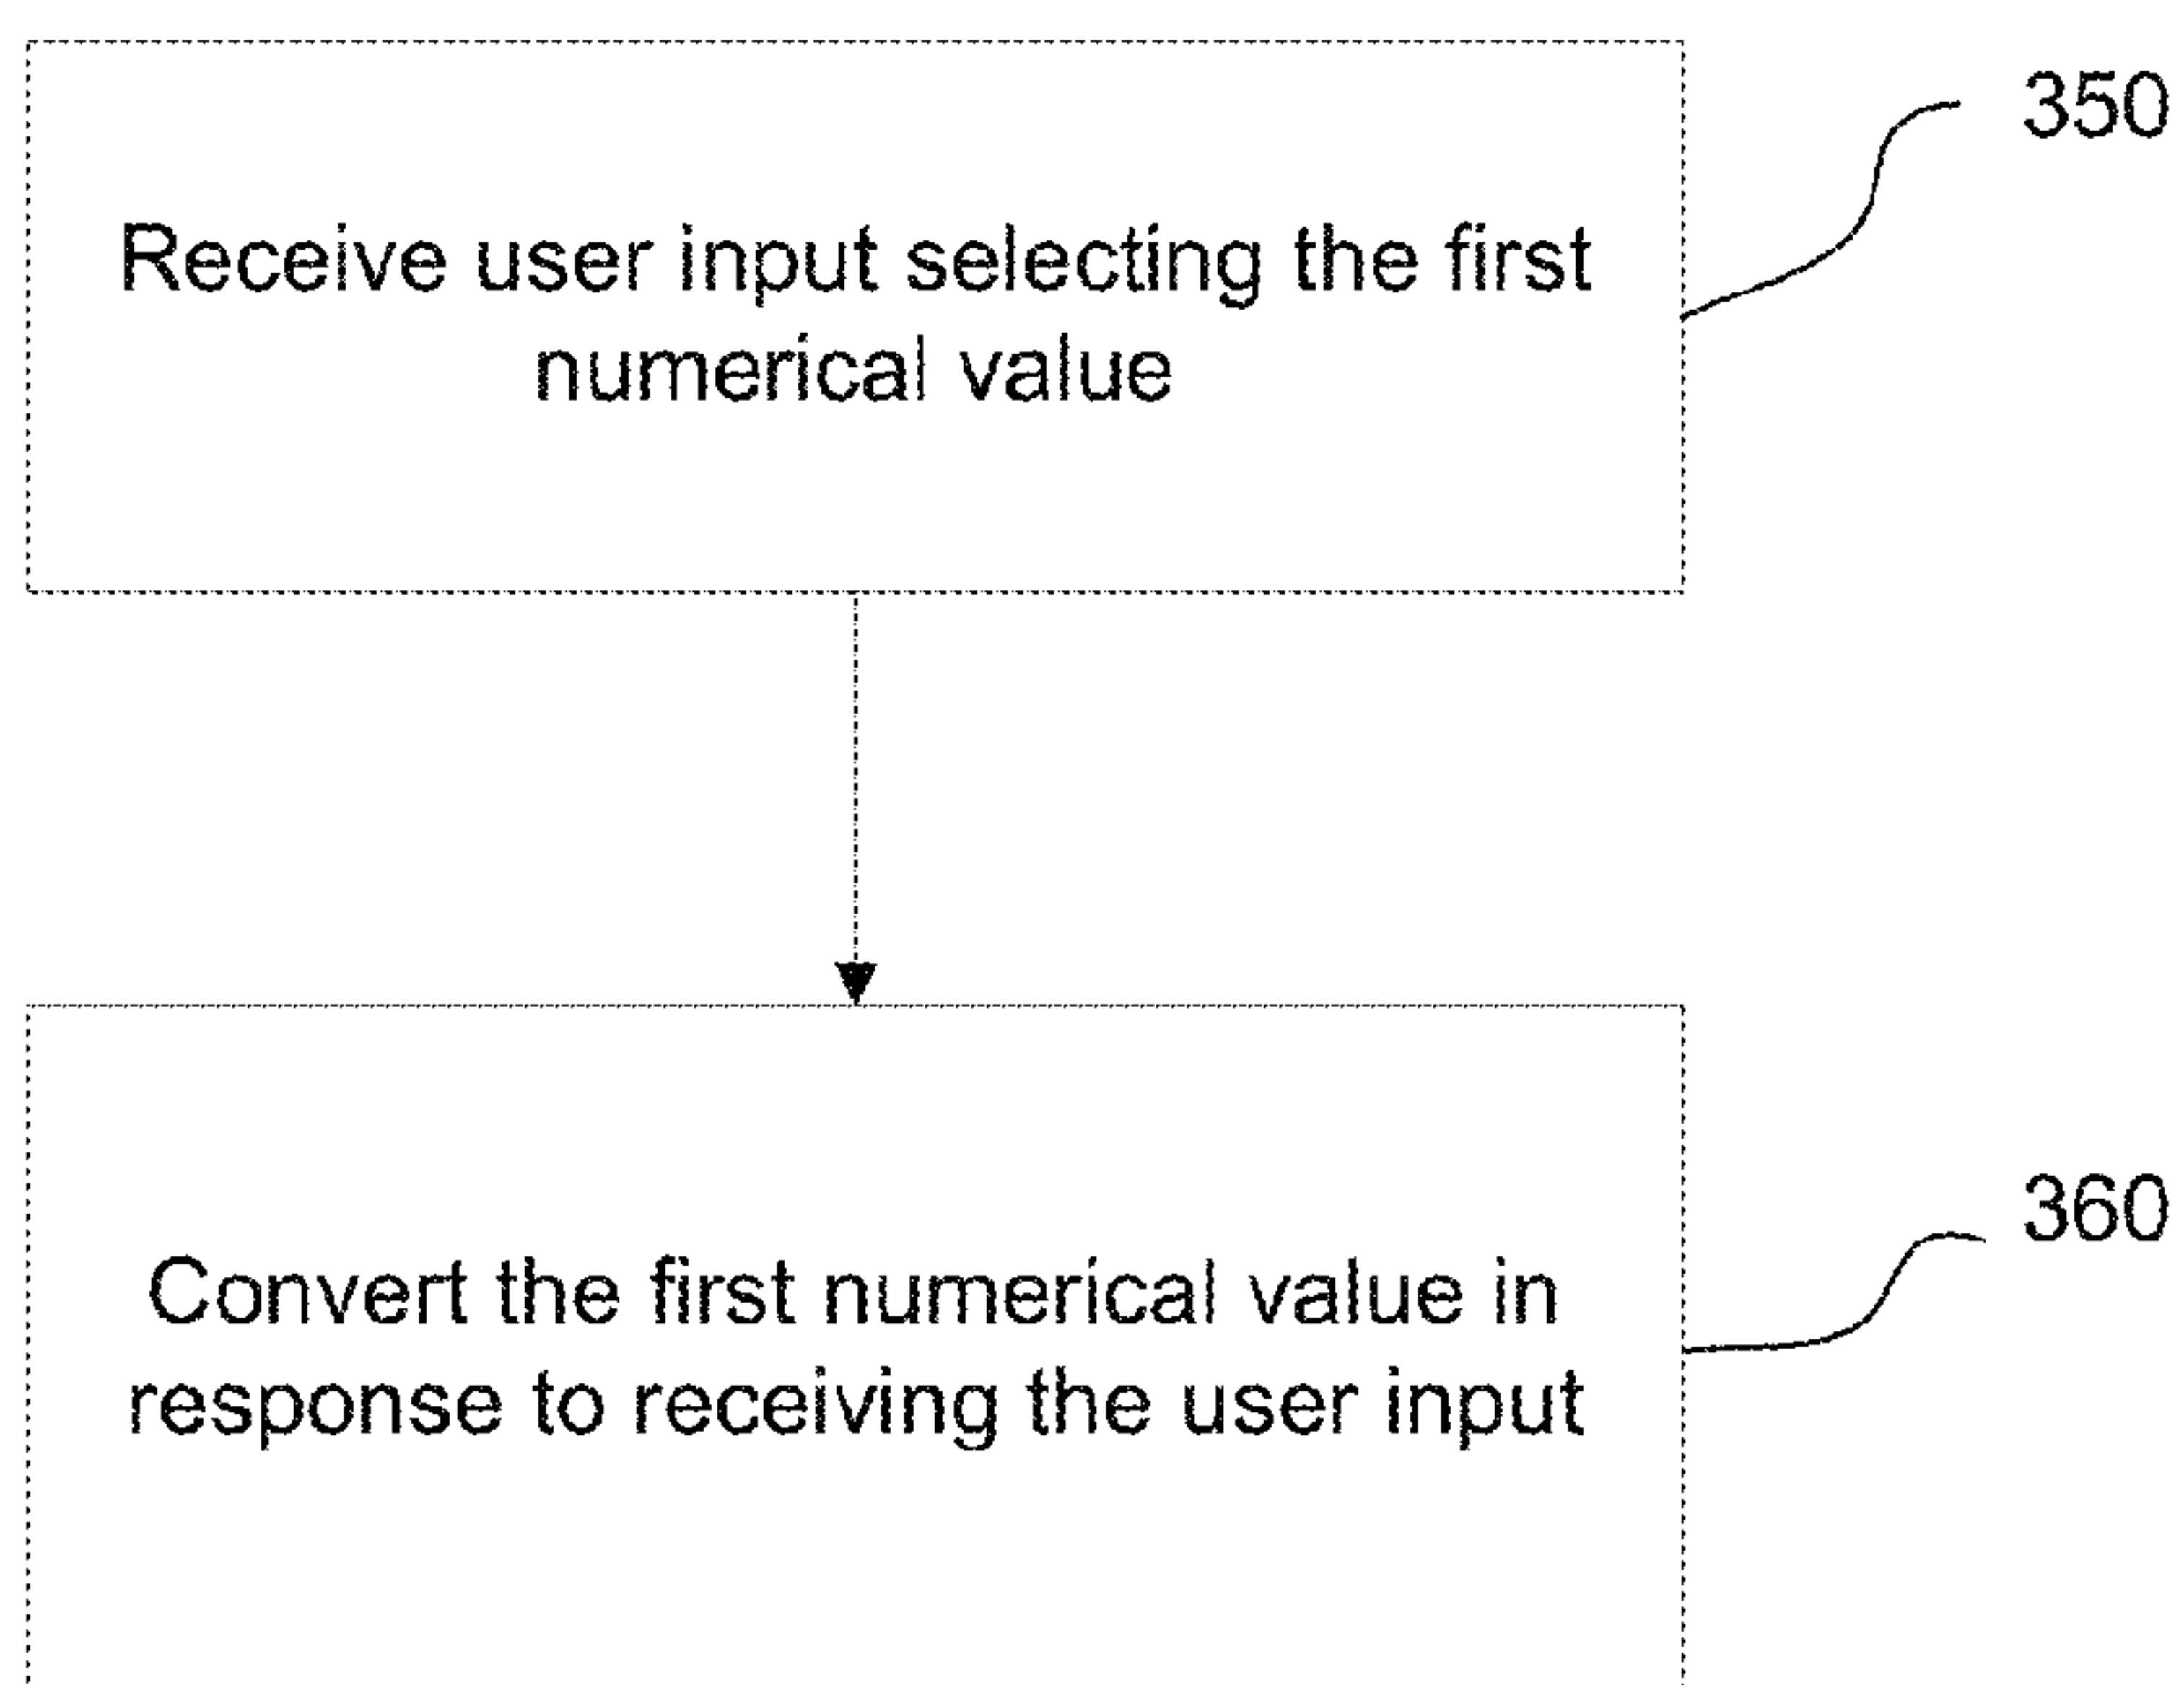 350
Receive user input selecting the first
numerical value
360
Convert the first numerical value in
response to receiving the user input